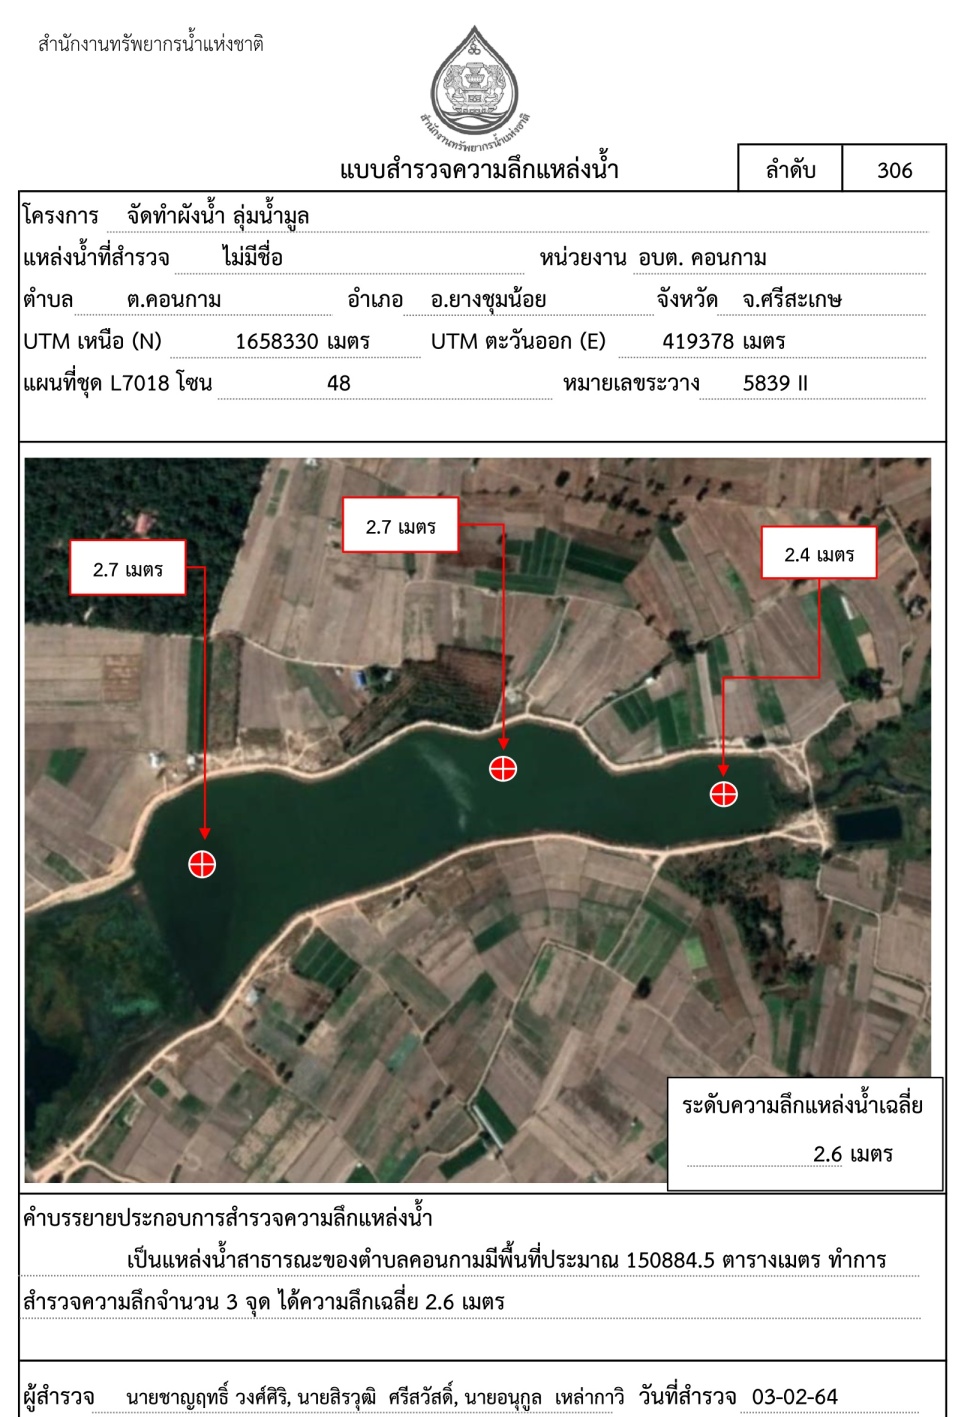 สำนักงานทรัพยากรน้ำแห่งชาติ
สำนักงานทรัพยากรน้ำแห่งชาติ
แบบสำรวจความลึกแหล่งน้ำ
ลำดับ 306
โครงการ จัดทำผังน้ำ ลุ่มน้ำมูล
แหล่งน้ำที่สำรวจ ไม่มีชื่อ หน่วยงาน อบต. คอนกาม
ตำบล ต.คอนกาม อำเภอ อ.ยางชุมน้อย จังหวัด จ.ศรีสะเกษ
UTM เหนือ (N) 1658330 เมตร UTM ตะวันออก (E) 419378 เมตร
แผนที่ชุด L7018 โซน 48 หมายเลขระวาง 5839 II
2.7 เมตร
2.7 เมตร
2.4 เมตร
ระดับความลึกแหล่งน้ำเฉลี่ย
2.6 เมตร
คำบรรยายประกอบการสำรวจความลึกแหล่งน้ำ
เป็นแหล่งน้ำสาธารณะของตำบลคอนกามมีพื้นที่ประมาณ 150884.5 ตารางเมตร ทำการ
สำรวจความลึกจำนวน 3 จุด ได้ความลึกเฉลี่ย 2.6 เมตร
ผู้สำรวจ นายชาญฤทธิ์ วงศ์ศิริ, นายสิรวุฒิ ศรีสวัสดิ์, นายอนุกูล เหล่ากาวิ วันที่สำรวจ 03-02-64